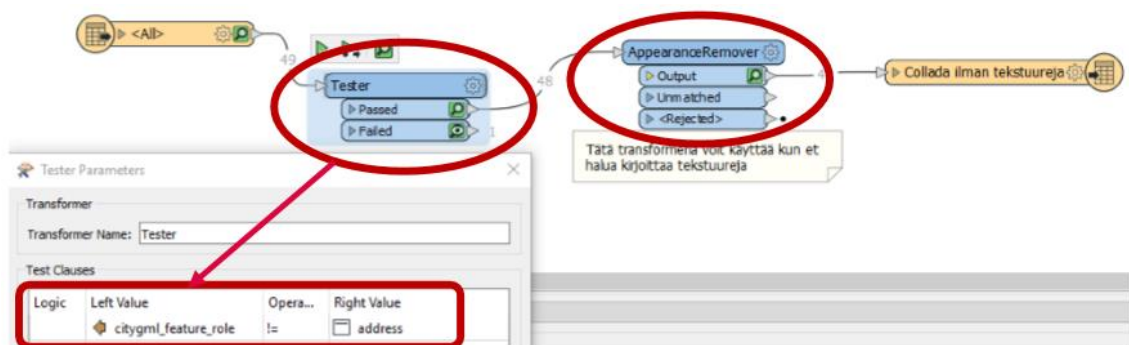 <All>
49
Tester
Passed
Failed
1
48
AppearanceRemover
Output
Unmatched
<Rejected>
4
Collada ilman tekstuureja
Tätä transformeria voit käyttää kun et
halua kirjoittaa tekstuureja
Tester Parameters
Transformer
Transformer Name: Tester
Test Clauses
Logic Left Value Opera... Right Value
citygml_feature_role != address